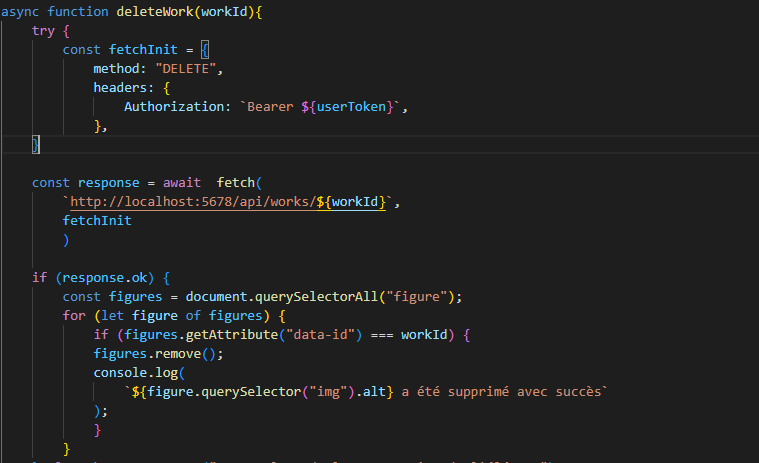 async function deleteWork(workId){
try {
const fetchInit = {
method: "DELETE",
headers: {
Authorization: `Bearer ${userToken}`,
},
}
const response = await  fetch(
`http://localhost:5678/api/works/${workId}`,
fetchInit
)
if (response.ok) {
const figures = document.querySelectorAll("figure");
for (let figure of figures) {
if (figures.getAttribute("data-id") === workId) {
figures.remove();
console.log(
`${figure.querySelector("img").alt} a été supprimé avec succès`
);
}
}